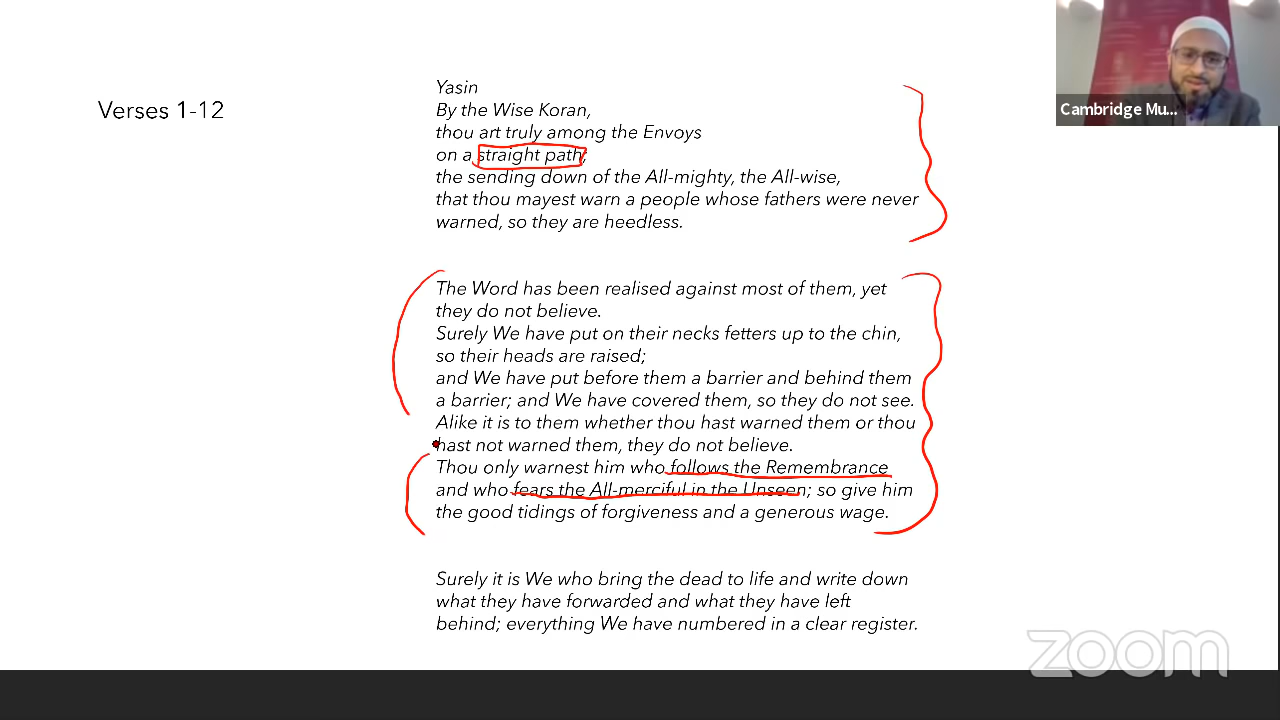 Verses 1-12
Yasin
By the Wise Koran,
thou art truly among the Envoys
on a straight path,
the sending down of the All-mighty, the All-wise,
that thou mayest warn a people whose fathers were never
warned, so they are heedless.
The Word has been realised against most of them, yet
they do not believe.
Surely We have put on their necks fetters up to the chin,
so their heads are raised;
and We have put before them a barrier and behind them
a barrier; and We have covered them, so they do not see.
Alike it is to them whether thou hast warned them or thou
hast not warned them, they do not believe.
Thou only warnest him who follows the Remembrance
and who fears the All-merciful in the Unseen; so give him
the good tidings of forgiveness and a generous wage.
Surely it is We who bring the dead to life and write down
what they have forwarded and what they have left
behind; everything We have numbered in a clear register.
Cambridge Mu...
zoom